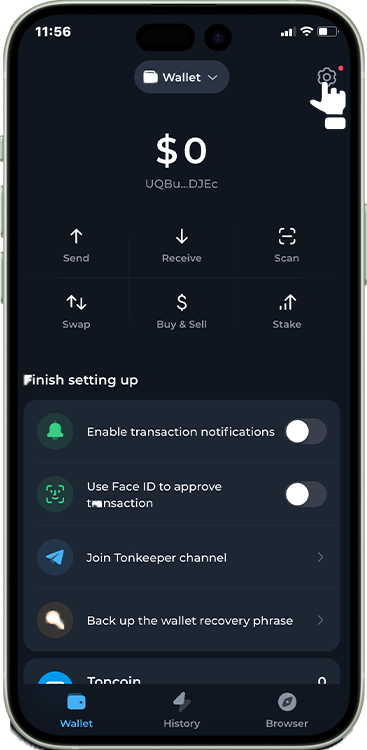 11:56
Wallet
$ 0
UQBu...DJEc
Send
Receive
Scan
Swap
Buy & Sell
Stake
Finish setting up
Enable transaction notifications
Use Face ID to approve
transaction
Join Tonkeeper channel
Back up the wallet recovery phrase
Toncoin
0
Wallet
History
Browser